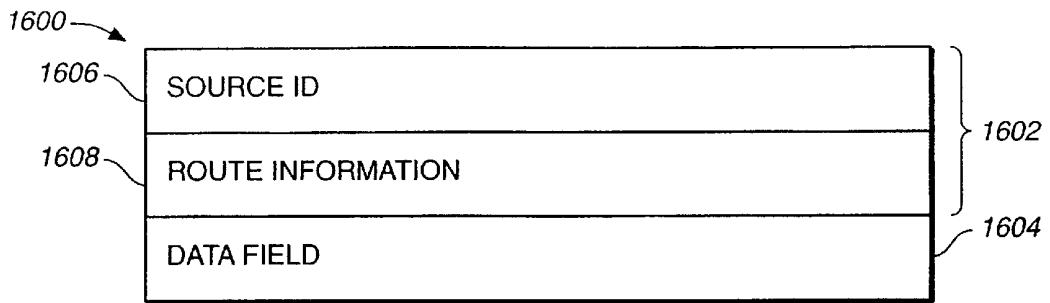 1600
1606
SOURCE ID
1602
1608
ROUTE INFORMATION
1604
DATA FIELD